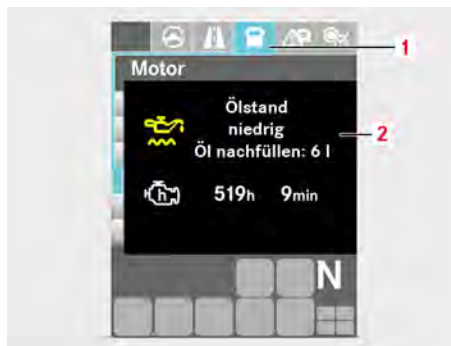 1
Motor
Ölstand
niedrig
Öl nachfüllen: 6 l
2
h
519h 9min
N